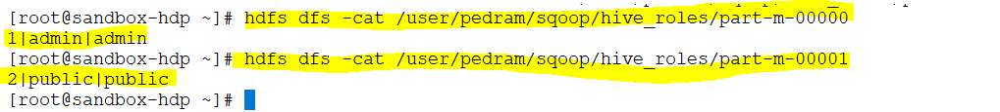 [root@sandbox-hdp ~]# hdfs dfs -cat /user/pedram/sqoop/hive_roles/part-m-00000
1|admin|admin
[root@sandbox-hdp ~]# hdfs dfs -cat /user/pedram/sqoop/hive_roles/part-m-00001
2|public|public
[root@sandbox-hdp ~]#